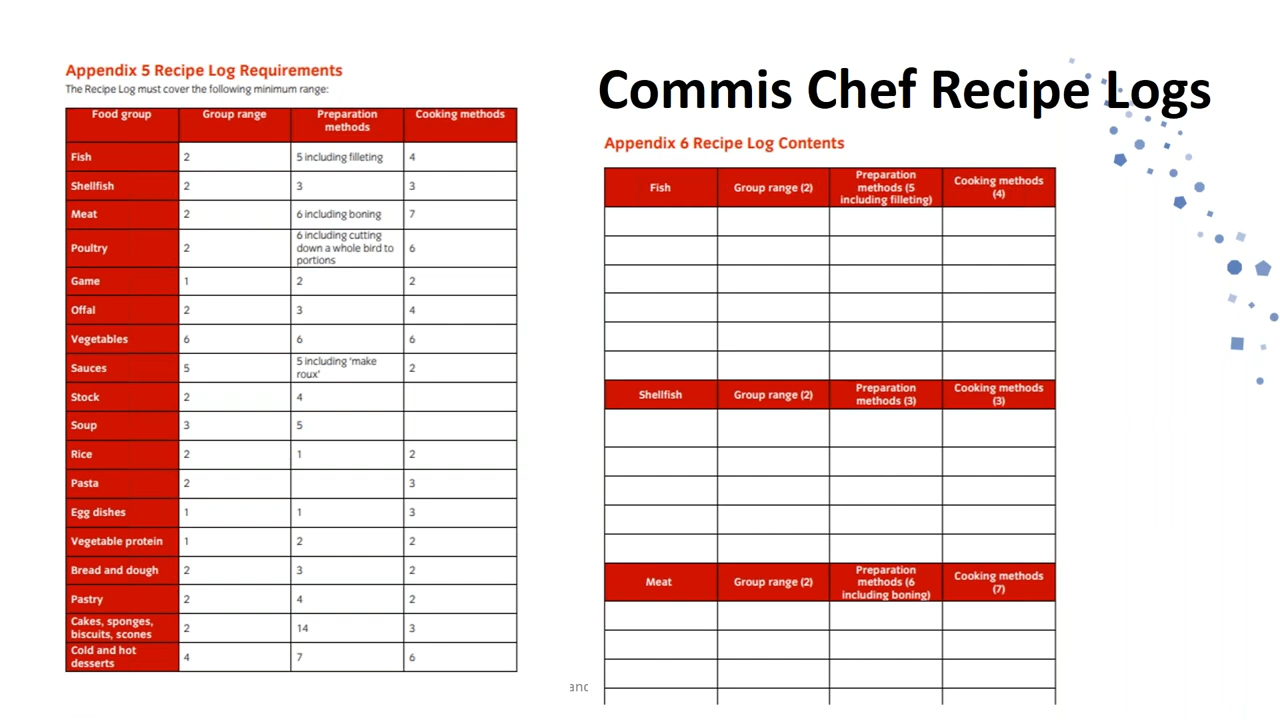 Appendix 5 Recipe Log Requirements
The Recipe Log must cover the following minimum range:
Food group Group range Preparation methods Cooking methods
Fish 2 5 including filleting 4
Shellfish 2 3 3
Meat 2 6 including boning 7
Poultry 2 6 including cutting down a whole bird to portions 6
Game 1 2 2
Offal 2 3 4
Vegetables 6 6 6
Sauces 5 5 including ‘make roux’ 2
Stock 2 4
Soup 3 5
Rice 2 1 2
Pasta 2 3
Egg dishes 1 1 3
Vegetable protein 1 2 2
Bread and dough 2 3 2
Pastry 2 4 2
Cakes, sponges, biscuits, scones 2 14 3
Cold and hot desserts 4 7 6
Commis Chef Recipe Logs
Appendix 6 Recipe Log Contents
Fish Group range (2) Preparation methods (5 including filleting) Cooking methods (4)
Shellfish Group range (2) Preparation methods (3) Cooking methods (3)
Meat Group range (2) Preparation methods (6 including boning) Cooking methods (7)